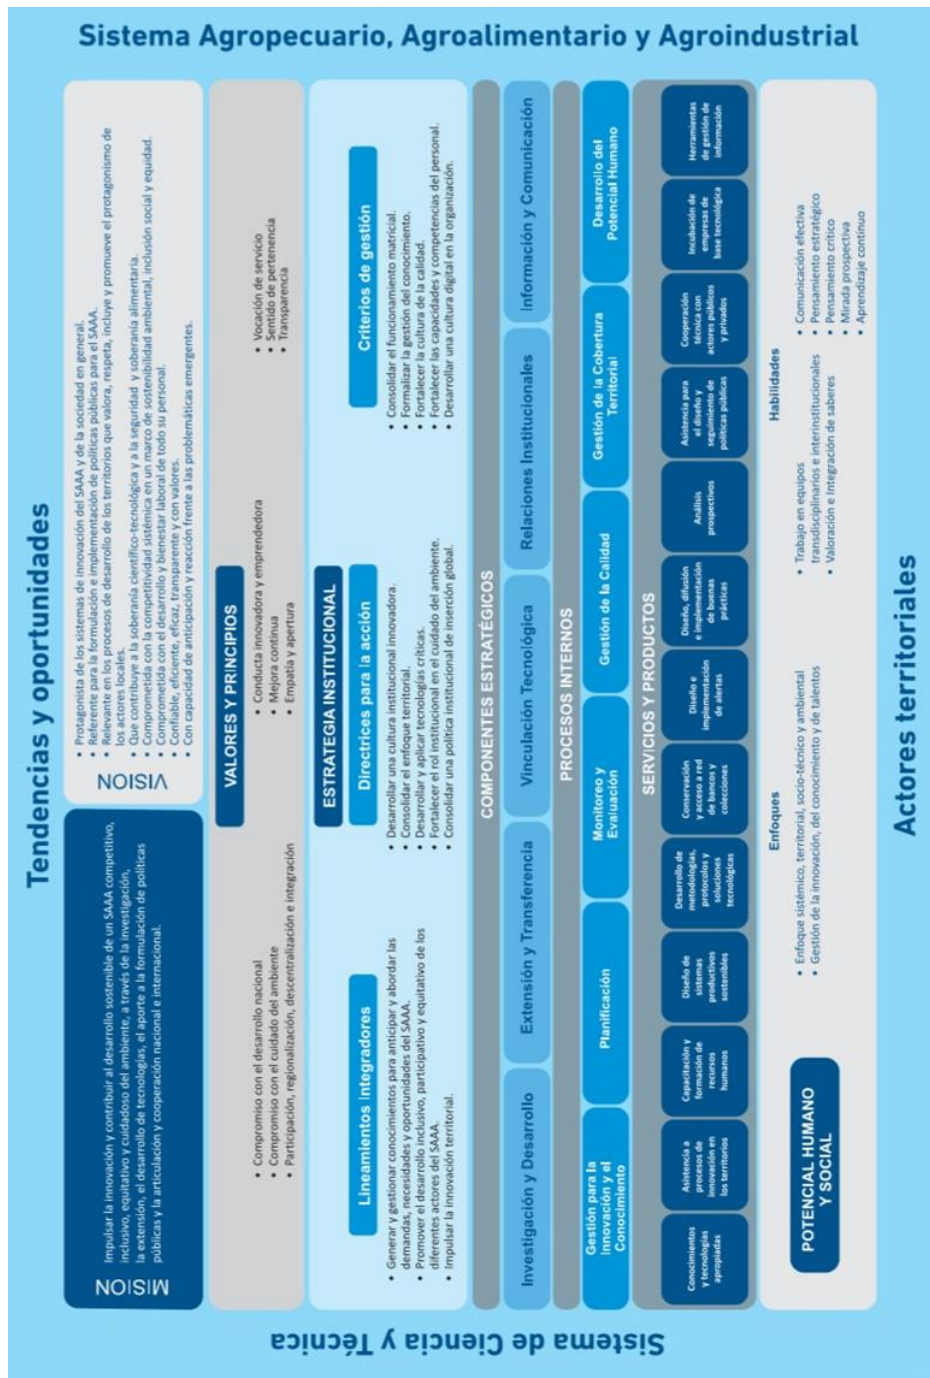 Tendencias y oportunidades
Sistema de Ciencia y Técnica
Sistema Agropecuario, Agroalimentario y Agroindustrial
MISION
Impulsar la innovación y contribuir al desarrollo sostenible de un SAAA competitivo,
inclusivo, equitativo y cuidadoso del ambiente, a través de la investigación,
la extensión, el desarrollo de tecnologías, el aporte a la formulación de políticas
públicas y la articulación y cooperación nacional e internacional.
VISION
• Protagonista de los sistemas de innovación del SAAA y de la sociedad en general.
• Referente para la formulación e implementación de políticas públicas para el SAAA.
• Relevante en los procesos de desarrollo de los territorios que valora, respeta, incluye y promueve el protagonismo de
los actores locales.
• Que contribuye a la soberanía científico-tecnológica y a la seguridad y soberanía alimentaria.
• Comprometida con la competitividad sistémica en un marco de sostenibilidad ambiental, inclusión social y equidad.
• Comprometida con el desarrollo y bienestar laboral de todo su personal.
• Confiable, eficiente, eficaz, transparente y con valores.
• Con capacidad de anticipación y reacción frente a las problemáticas emergentes.
VALORES Y PRINCIPIOS
• Compromiso con el desarrollo nacional
• Compromiso con el cuidado del ambiente
• Participación, regionalización, descentralización e integración
• Conducta innovadora y emprendedora
• Mejora continua
• Empatía y apertura
• Vocación de servicio
• Sentido de pertenencia
• Transparencia
ESTRATEGIA INSTITUCIONAL
Lineamientos Integradores
• Generar y gestionar conocimientos para anticipar y abordar las
demandas, necesidades y oportunidades del SAAA.
• Promover el desarrollo inclusivo, participativo y equitativo de los
diferentes actores del SAAA.
• Impulsar la innovación territorial.
Directrices para la acción
• Desarrollar una cultura institucional innovadora.
• Consolidar el enfoque territorial.
• Desarrollar y aplicar tecnologías críticas.
• Fortalecer el rol institucional en el cuidado del ambiente.
• Consolidar una política institucional de inserción global.
Criterios de gestión
• Consolidar el funcionamiento matricial.
• Formalizar la gestión del conocimiento.
• Fortalecer la cultura de la calidad.
• Fortalecer las capacidades y competencias del personal.
• Desarrollar una cultura digital en la organización.
COMPONENTES ESTRATÉGICOS
Investigación y Desarrollo
Extensión y Transferencia
Vinculación Tecnológica
Relaciones Institucionales
Información y Comunicación
PROCESOS INTERNOS
Gestión para la
Innovación y el
Conocimiento
Planificación
Monitoreo y
Evaluación
Gestión de la Calidad
Gestión de la Cobertura
Territorial
Desarrollo del
Potencial Humano
SERVICIOS Y PRODUCTOS
Conocimientos
y tecnologías
apropiadas
Asistencia a
procesos de
innovación en
los territorios
Capacitación y
formación de
recursos
humanos
Diseño de
sistemas
productivos
sostenibles
Desarrollo de
metodologías,
protocolos y
soluciones
tecnológicas
Conservación
y acceso a red
de bancos y
colecciones
Diseño e
implementación
de alertas
Diseño, difusión
e implementación
de buenas
prácticas
Análisis
prospectivos
Asistencia para
el diseño y
seguimiento de
políticas públicas
Cooperación
técnica con
actores públicos
y privados
Incubación de
empresas de
base tecnológica
Herramientas
de gestión de
información
POTENCIAL HUMANO
Y SOCIAL
Enfoques
• Enfoque sistémico, territorial, socio-técnico y ambiental
• Gestión de la innovación, del conocimiento y de talentos
Habilidades
• Trabajo en equipos
transdisciplinarios e interinstitucionales
• Valoración e Integración de saberes
• Comunicación efectiva
• Pensamiento estratégico
• Pensamiento crítico
• Mirada prospectiva
• Aprendizaje continuo
Actores territoriales